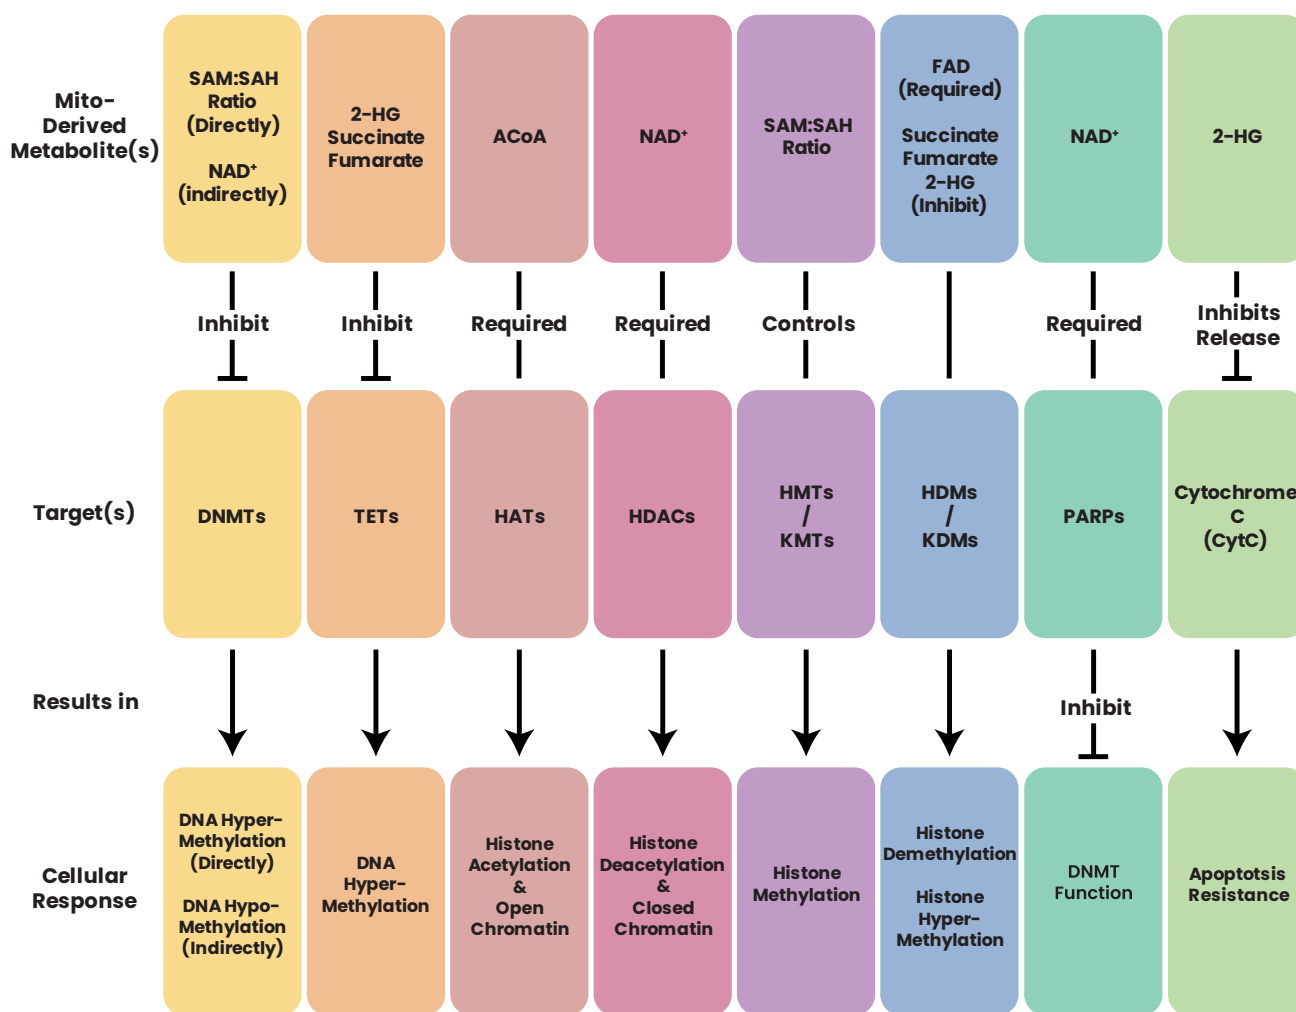 Mito-
Derived
Metabolite(s)
SAM:SAH
Ratio
(Directly)
NAD⁺
(indirectly)
2-HG
Succinate
Fumarate
ACoA
NAD⁺
SAM:SAH
Ratio
FAD
(Required)
Succinate
Fumarate
2-HG
(Inhibit)
NAD⁺
2-HG
Inhibit
Inhibit
Required
Required
Controls
Required
Inhibits
Release
Target(s)
DNMTs
TETs
HATs
HDACs
HMTs
/
KMTs
HDMs
/
KDMs
PARPs
Cytochrome
C
(CytC)
Results in
Inhibit
Cellular
Response
DNA Hyper-
Methylation
(Directly)
DNA Hypo-
Methylation
(Indirectly)
DNA
Hyper-
Methylation
Histone
Acetylation
&
Open
Chromatin
Histone
Deacetylation
&
Closed
Chromatin
Histone
Methylation
Histone
Demethylation
Histone
Hyper-
Methylation
DNMT
Function
Apoptotsis
Resistance